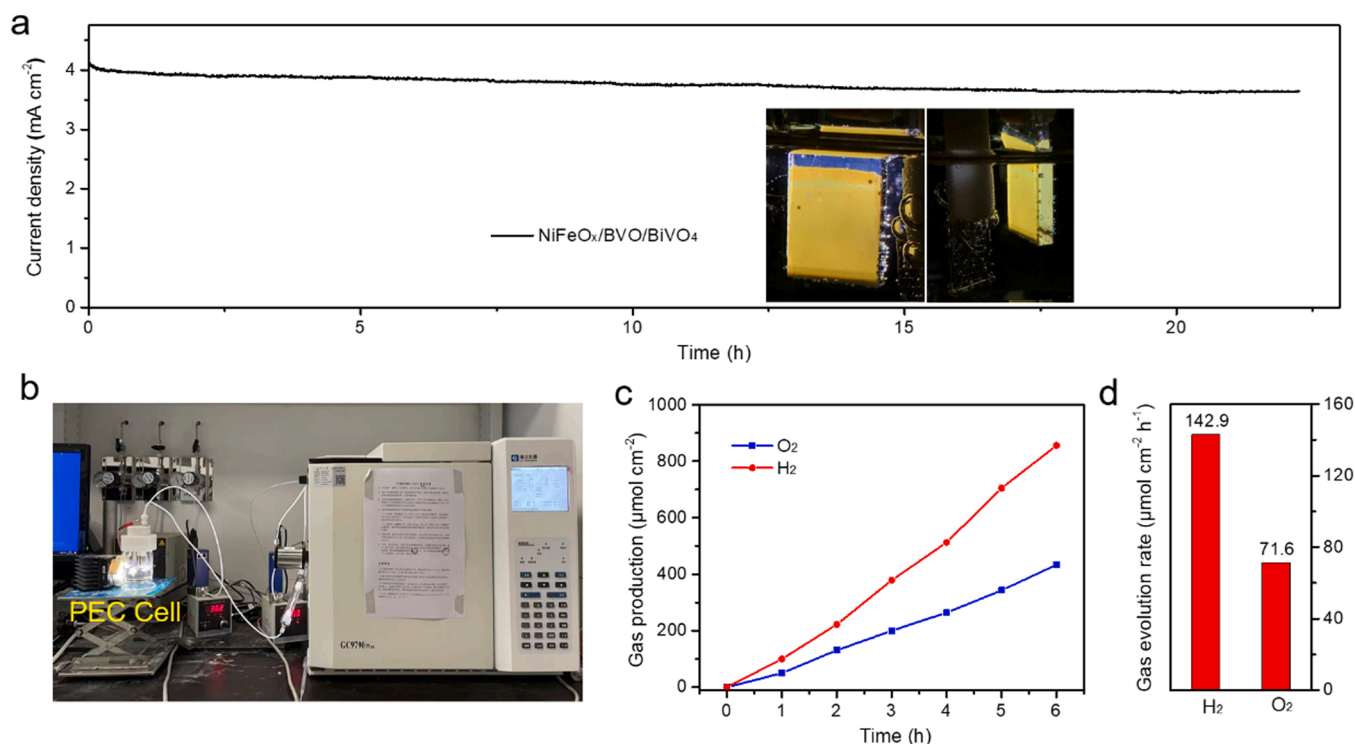 a
Current density (mA cm⁻²)
4
3
2
1
0
NiFeOₓ/BVO/BiVO₄
0
5
10
15
20
Time (h)
b
PEC Cell
GC9790Plus
c
Gas production (μmol cm⁻²)
1000
800
600
400
200
0
O₂
H₂
0
1
2
3
4
5
6
Time (h)
d
Gas evolution rate (μmol cm⁻² h⁻¹)
142.9
71.6
160
120
80
40
0
H₂
O₂